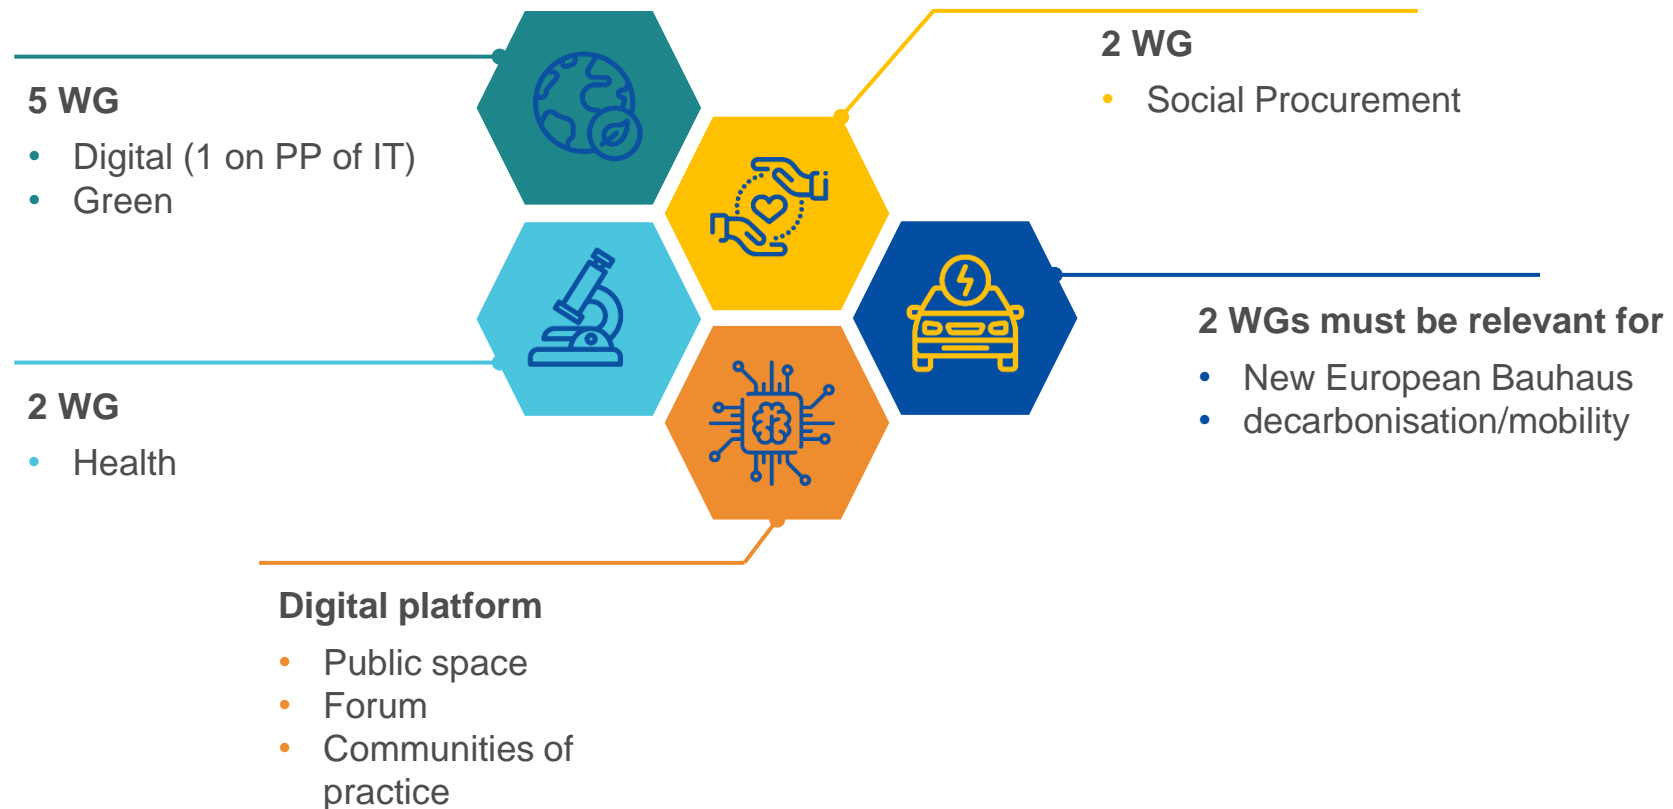 5 WG
• Digital (1 on PP of IT)
• Green
2 WG
• Social Procurement
2 WG
• Health
2 WGs must be relevant for
• New European Bauhaus
• decarbonisation/mobility
Digital platform
• Public space
• Forum
• Communities of
practice